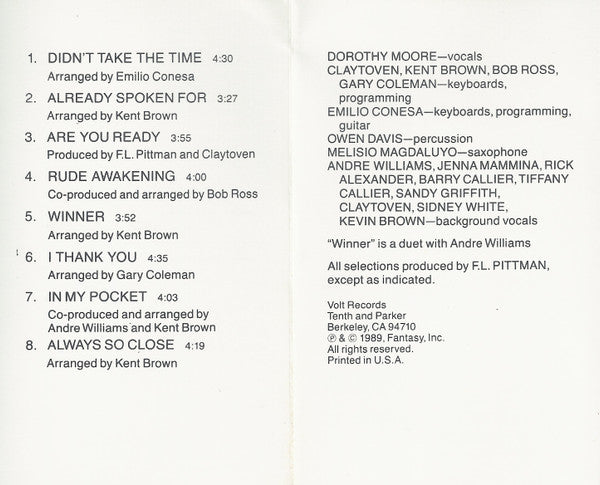 1. DIDN'T TAKE THE TIME 4:30
Arranged by Emilio Conesa
2. ALREADY SPOKEN FOR 3:27
Arranged by Kent Brown
3. ARE YOU READY 3:55
Produced by F.L. Pittman and Claytoven
4. RUDE AWAKENING 4:00
Co-produced and arranged by Bob Ross
5. WINNER 3:52
Arranged by Kent Brown
6. I THANK YOU 4:35
Arranged by Gary Coleman
7. IN MY POCKET 4:03
Co-produced and arranged by
Andre Williams and Kent Brown
8. ALWAYS SO CLOSE 4:19
Arranged by Kent Brown
DOROTHY MOORE—vocals
CLAYTOVEN, KENT BROWN, BOB ROSS,
GARY COLEMAN—keyboards,
programming
EMILIO CONESA—keyboards, programming,
guitar
OWEN DAVIS—percussion
MELISIO MAGDALUYO—saxophone
ANDRE WILLIAMS, JENNA MAMMINA, RICK
ALEXANDER, BARRY CALLIER, TIFFANY
CALLIER, SANDY GRIFFITH,
CLAYTOVEN, SIDNEY WHITE,
KEVIN BROWN—background vocals
"Winner" is a duet with Andre Williams
All selections produced by F.L. PITTMAN,
except as indicated.
Volt Records
Tenth and Parker
Berkeley, CA 94710
℗ & © 1989, Fantasy, Inc.
All rights reserved.
Printed in U.S.A.